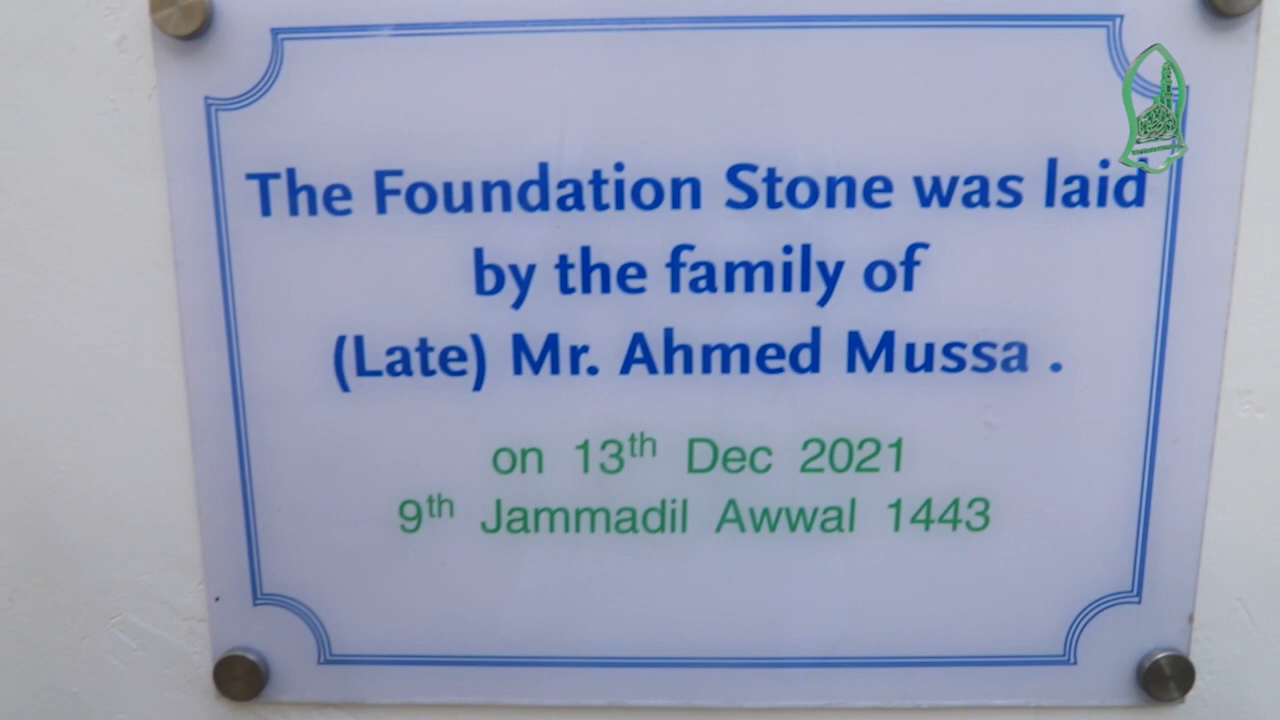 The Foundation Stone was laid
by the family of
(Late) Mr. Ahmed Mussa .
on 13th Dec 2021
9th Jammadil Awwal 1443